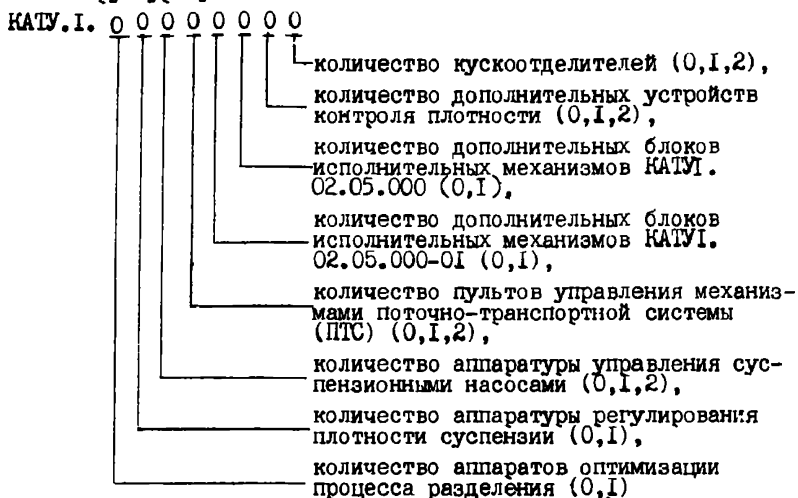 КАТУ.I. 0 0 0 0 0 0 0 0
количество кускоотделителей (0,I,2),
количество дополнительных устройств
контроля плотности (0,I,2),
количество дополнительных блоков
исполнительных механизмов КАТУI.
02.05.000 (0,I),
количество дополнительных блоков
исполнительных механизмов КАТУI.
02.05.000-0I (0,I),
количество пультов управления механиз-
мами поточно-транспортной системы
(ПТС) (0,I,2),
количество аппаратуры управления сус-
пензионными насосами (0,I,2),
количество аппаратуры регулирования
плотности суспензии (0,I),
количество аппаратов оптимизации
процесса разделения (0,I)